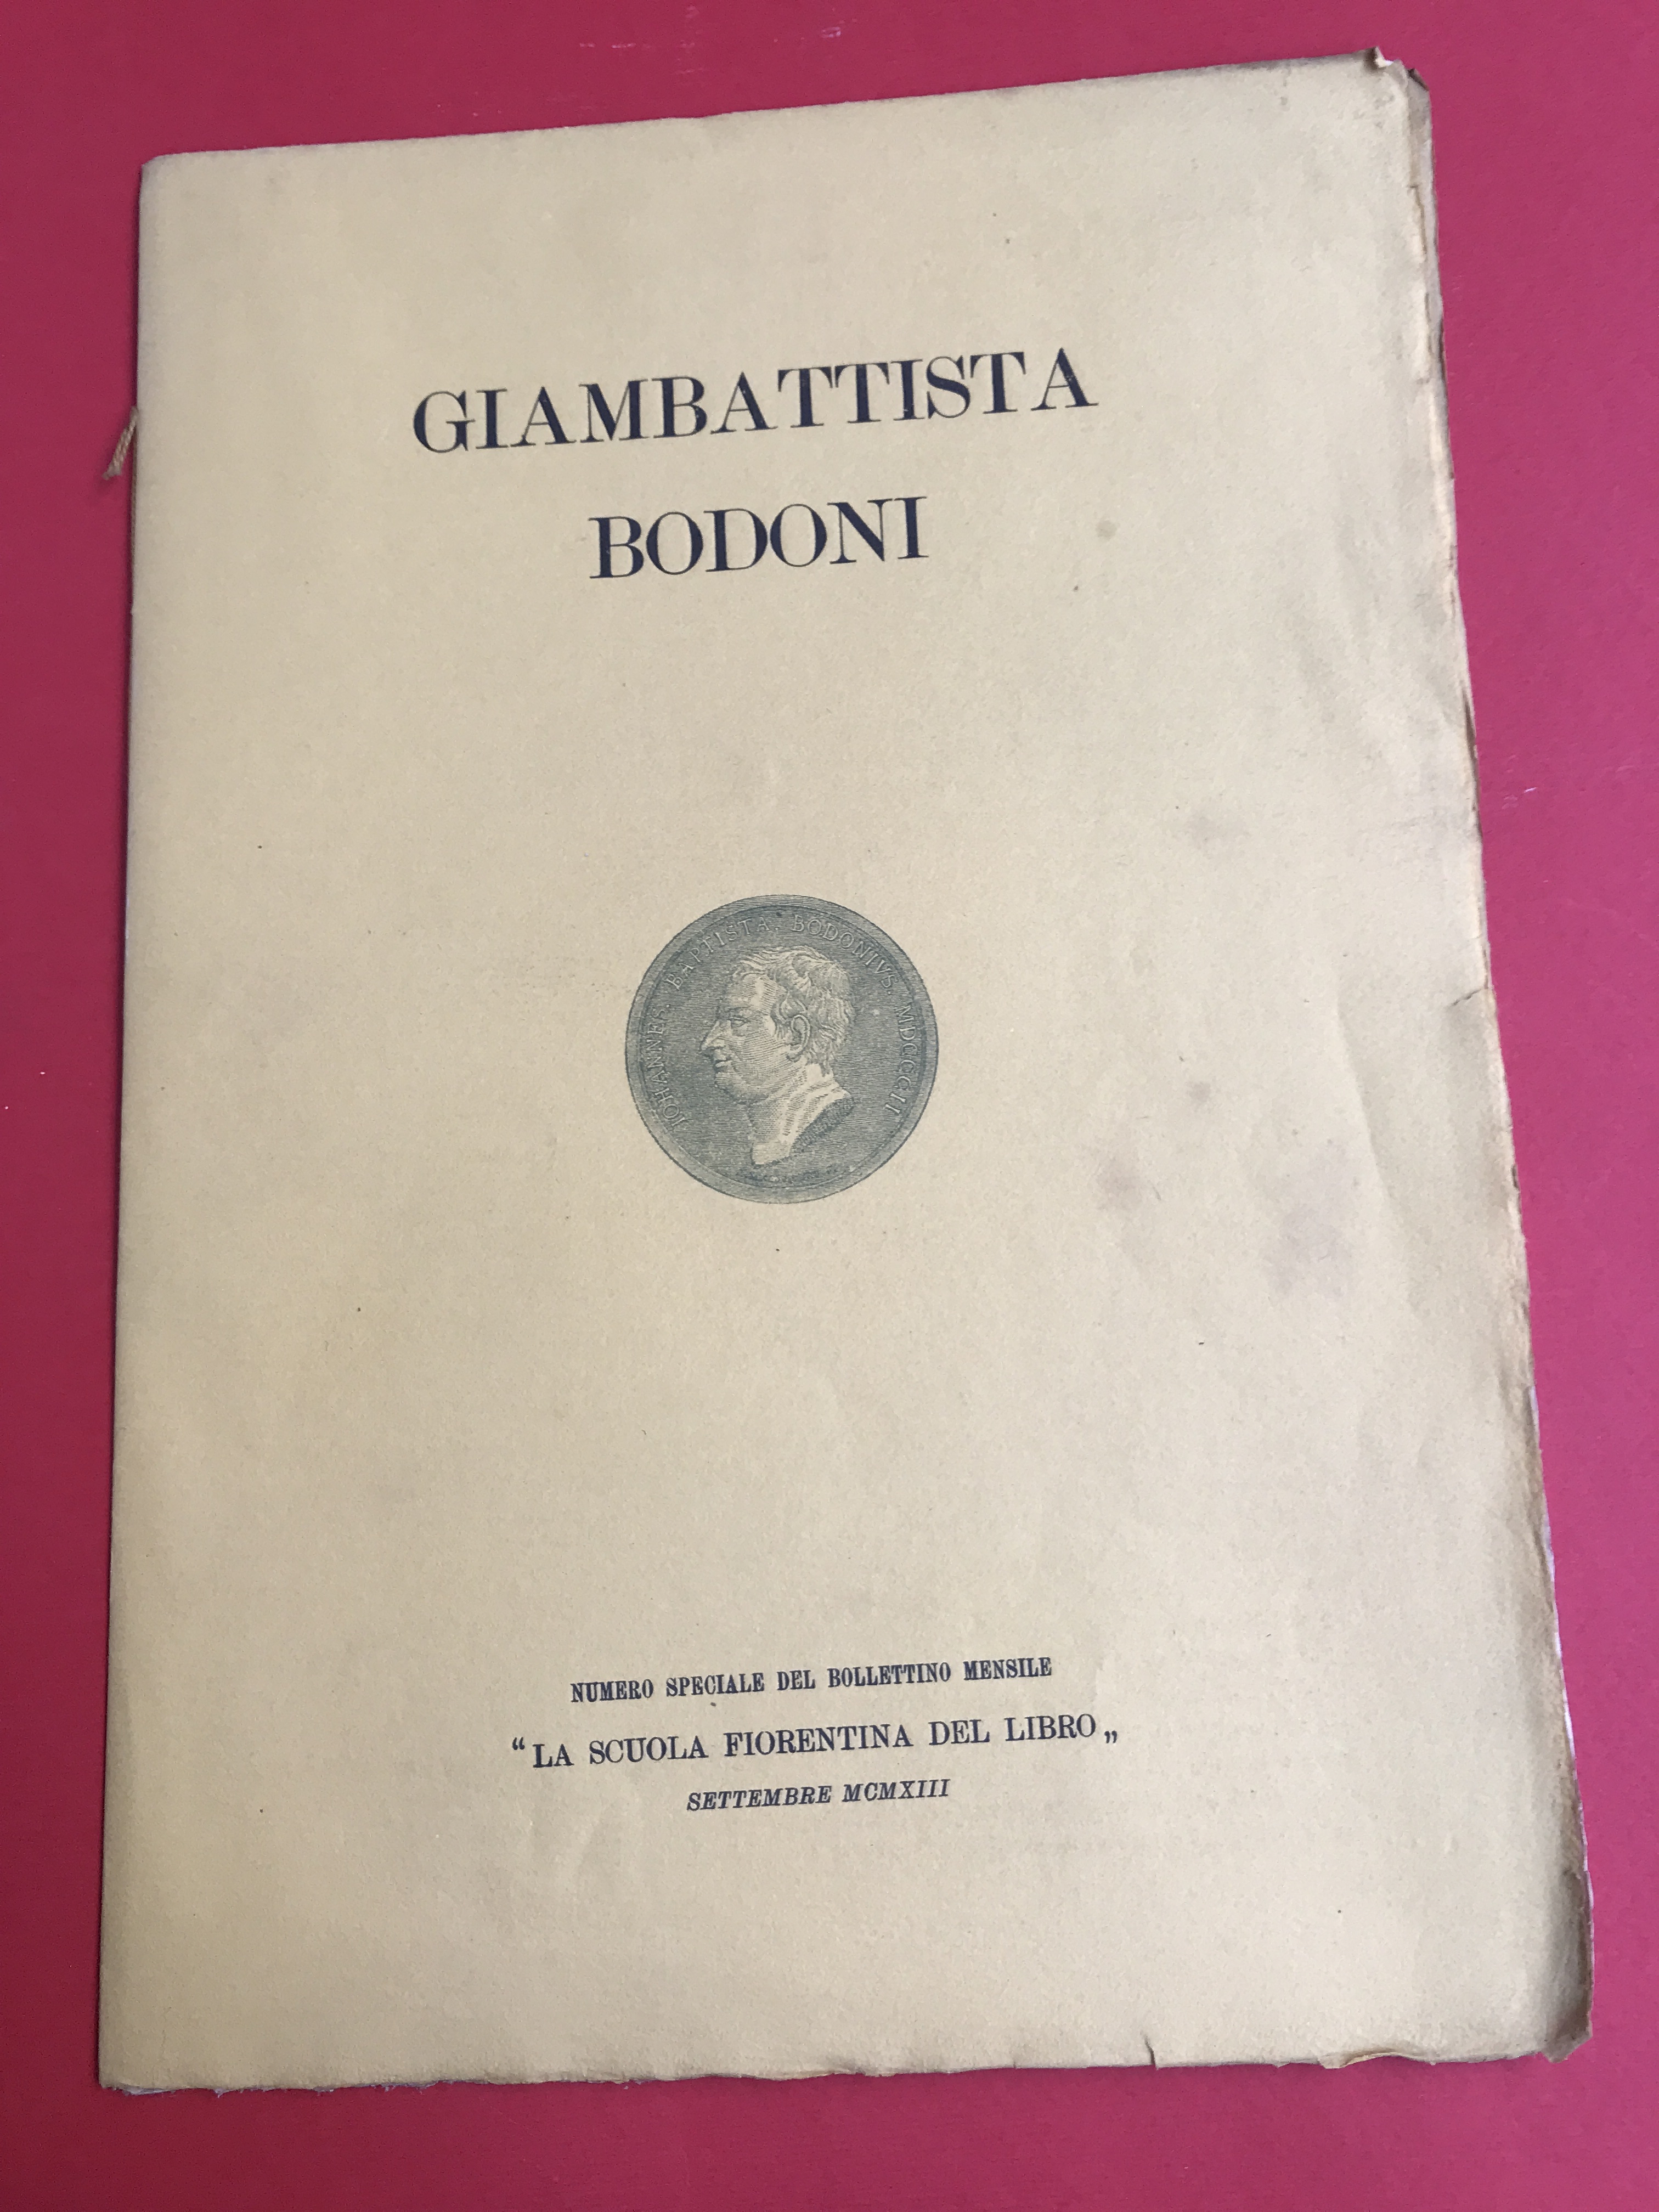 GIAMBATTISTA
BODONI
IOHANNES. BAPTISTA. BODONIVS. MDCCCII
NUMERO SPECIALE DEL BOLLETTINO MENSILE
“LA SCUOLA FIORENTINA DEL LIBRO„
SETTEMBRE MCMXIII